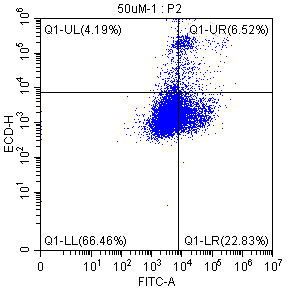 50uM-1 : P2
Q1-UL(4.19%) Q1-UR(6.52%)
10^6
10^5
10^4
10^3
10^2
10^1
0
ECD-H
Q1-LL(66.46%) Q1-LR(22.83%)
0 10^1 10^2 10^3 10^4 10^5 10^6 10^7
FITC-A